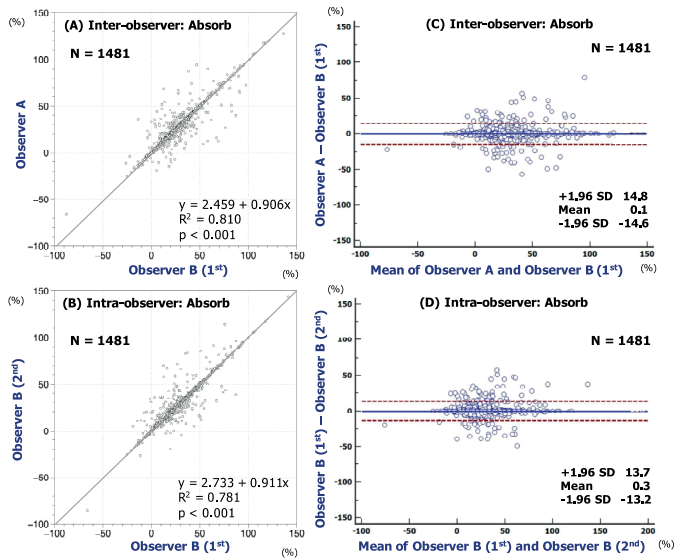 (%)
(A) Inter-observer: Absorb
N = 1481
150
100
50
0
−50
−100
Observer A
y = 2.459 + 0.906x
R² = 0.810
p < 0.001
−100 −50 0 50 100 150
Observer B (1st)
(%)
(%)
(C) Inter-observer: Absorb
N = 1481
150
100
50
0
-50
-100
-150
Observer A − Observer B (1st)
+1.96 SD 14.8
Mean 0.1
-1.96 SD -14.6
-100 -50 0 50 100 150
Mean of Observer A and Observer B (1st)
(%)
(%)
(B) Intra-observer: Absorb
N = 1481
150
100
50
0
−50
−100
Observer B (2nd)
y = 2.733 + 0.911x
R² = 0.781
p < 0.001
−100 −50 0 50 100 150
Observer B (1st)
(%)
(%)
(D) Intra-observer: Absorb
N = 1481
150
100
50
0
-50
-100
-150
Observer B (1st) − Observer B (2nd)
+1.96 SD 13.7
Mean 0.3
-1.96 SD -13.2
-100 -50 0 50 100 150 200
Mean of Observer B (1st) and Observer B (2nd)
(%)